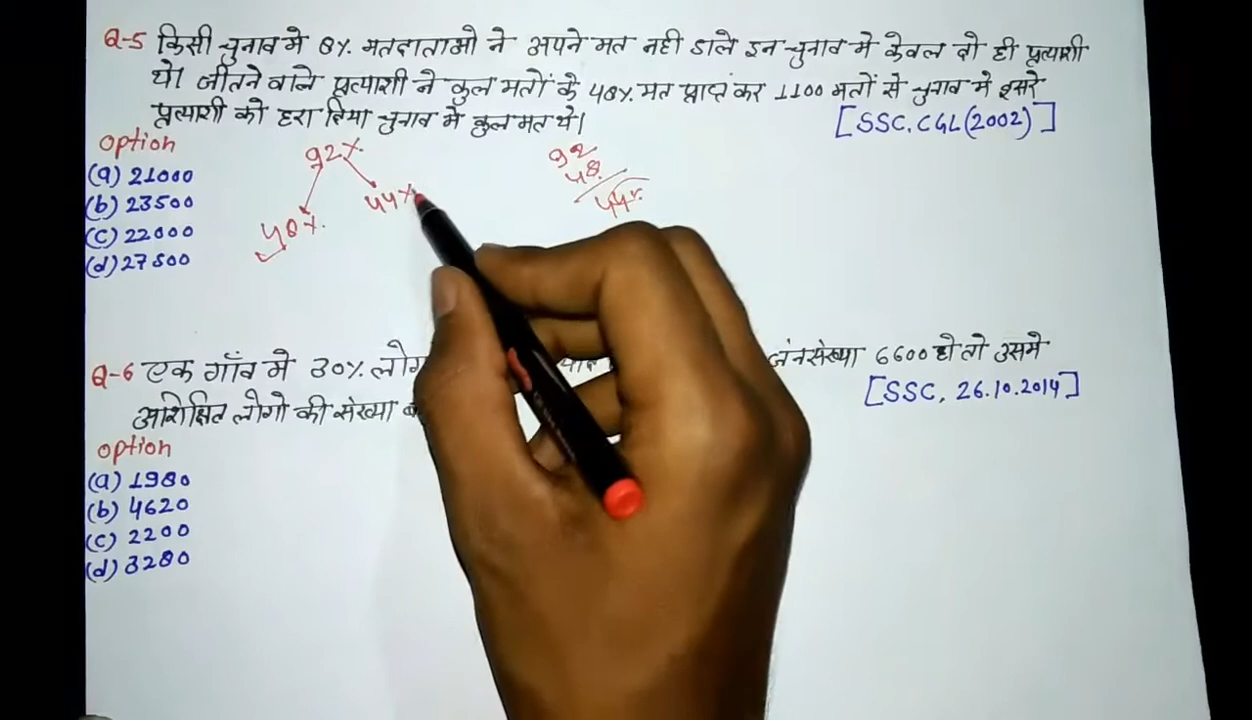 Q-5 किसी चुनाव मे 8% मतदाताओ ने अपने मत नही डाले इन चुनाव मे केवल दो ही प्रत्याशी
थे। जीतने वाले प्रत्याशी ने कुल मतों के 48% मत प्राप्त कर 1100 मतों से चुनाव मे दूसरे
प्रत्याशी को हरा दिया चुनाव मे कुल मत थे।
[SSC. CGL (2002)]
option
(a) 21000
(b) 23500
(c) 22000
(d) 27500
92%
48%
44%
92
48
44%
Q-6 एक गाँव मे 30% लोग जनसंख्या 6600 हो तो उसमे
अशिक्षित लोगो की संख्या
[SSC, 26.10.2014]
option
(a) 1980
(b) 4620
(c) 2200
(d) 3280